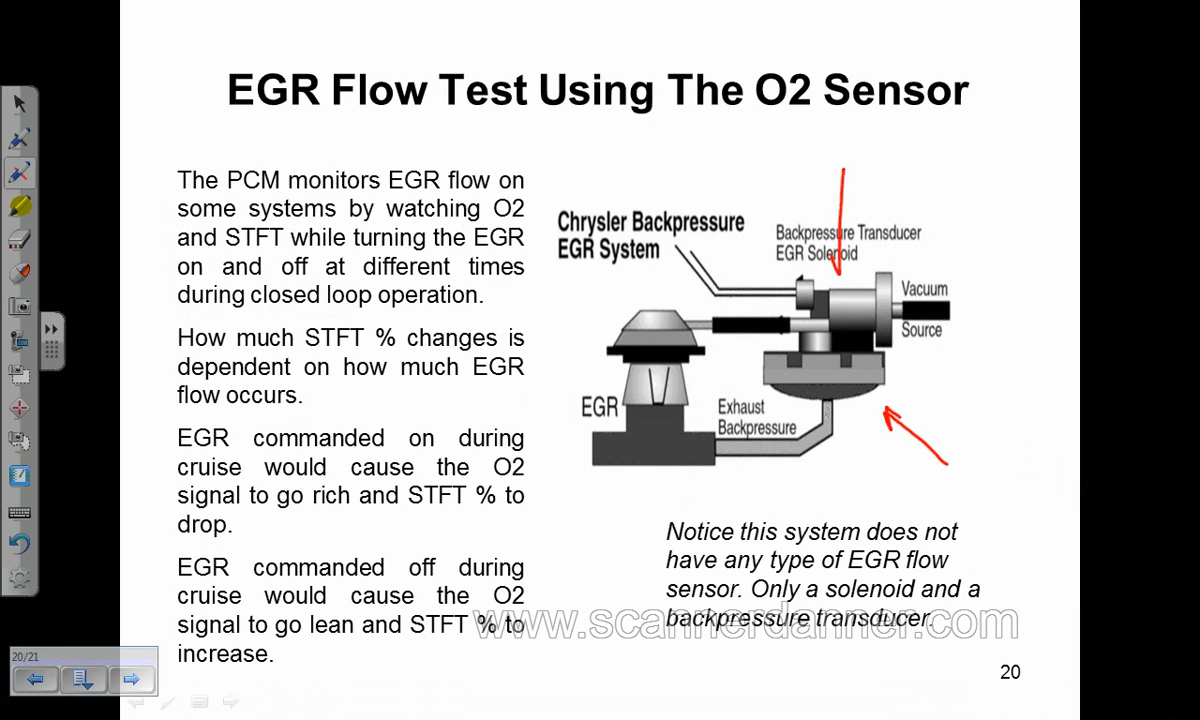 EGR Flow Test Using The O2 Sensor
The PCM monitors EGR flow on
some systems by watching O2
and STFT while turning the EGR
on and off at different times
during closed loop operation.
How much STFT % changes is
dependent on how much EGR
flow occurs.
EGR commanded on during
cruise would cause the O2
signal to go rich and STFT % to
drop.
EGR commanded off during
cruise would cause the O2
signal to go lean and STFT % to
increase.
Chrysler Backpressure
EGR System
Backpressure Transducer
EGR Solenoid
Vacuum
Source
EGR
Exhaust
Backpressure
Notice this system does not
have any type of EGR flow
sensor. Only a solenoid and a
backpressure transducer.
www.scannerdanner.com
20
20/21